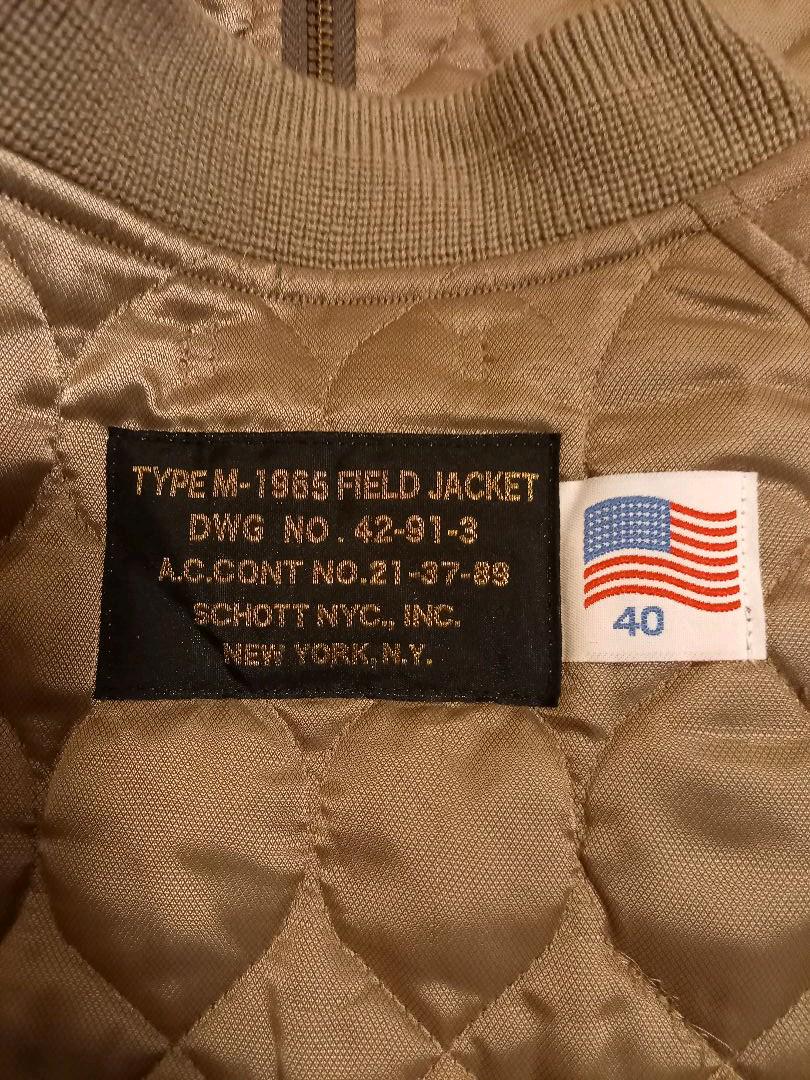 TYPE M-1965 FIELD JACKET
DWG NO. 42-91-3
A.C.CONT NO.21-37-89
SCHOTT NYC., INC.
NEW YORK, N.Y.
40